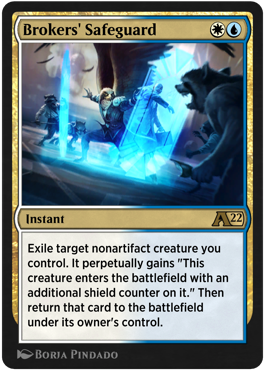 Brokers' Safeguard
Instant
A22
Exile target nonartifact creature you
control. It perpetually gains "This
creature enters the battlefield with an
additional shield counter on it." Then
return that card to the battlefield
under its owner's control.
Borja Pindado